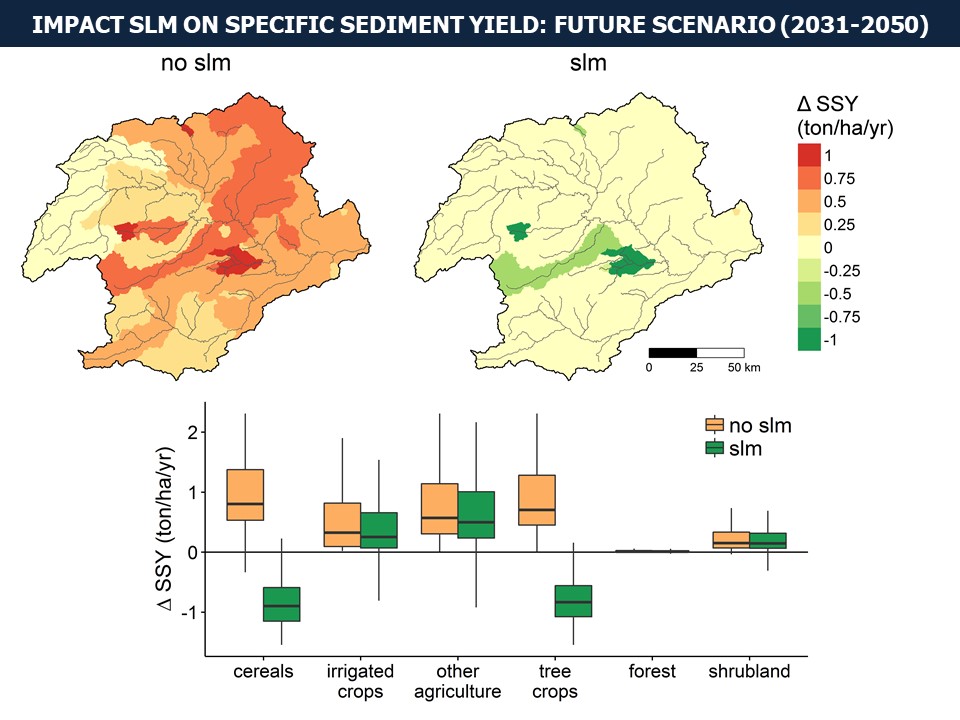 IMPACT SLM ON SPECIFIC SEDIMENT YIELD: FUTURE SCENARIO (2031-2050)
no slm
slm
Δ SSY
(ton/ha/yr)
1
0.75
0.5
0.25
0
-0.25
-0.5
-0.75
-1
0 25 50 km
Δ SSY (ton/ha/yr)
2
1
0
-1
no slm
slm
cereals
irrigated
crops
other
agriculture
tree
crops
forest
shrubland